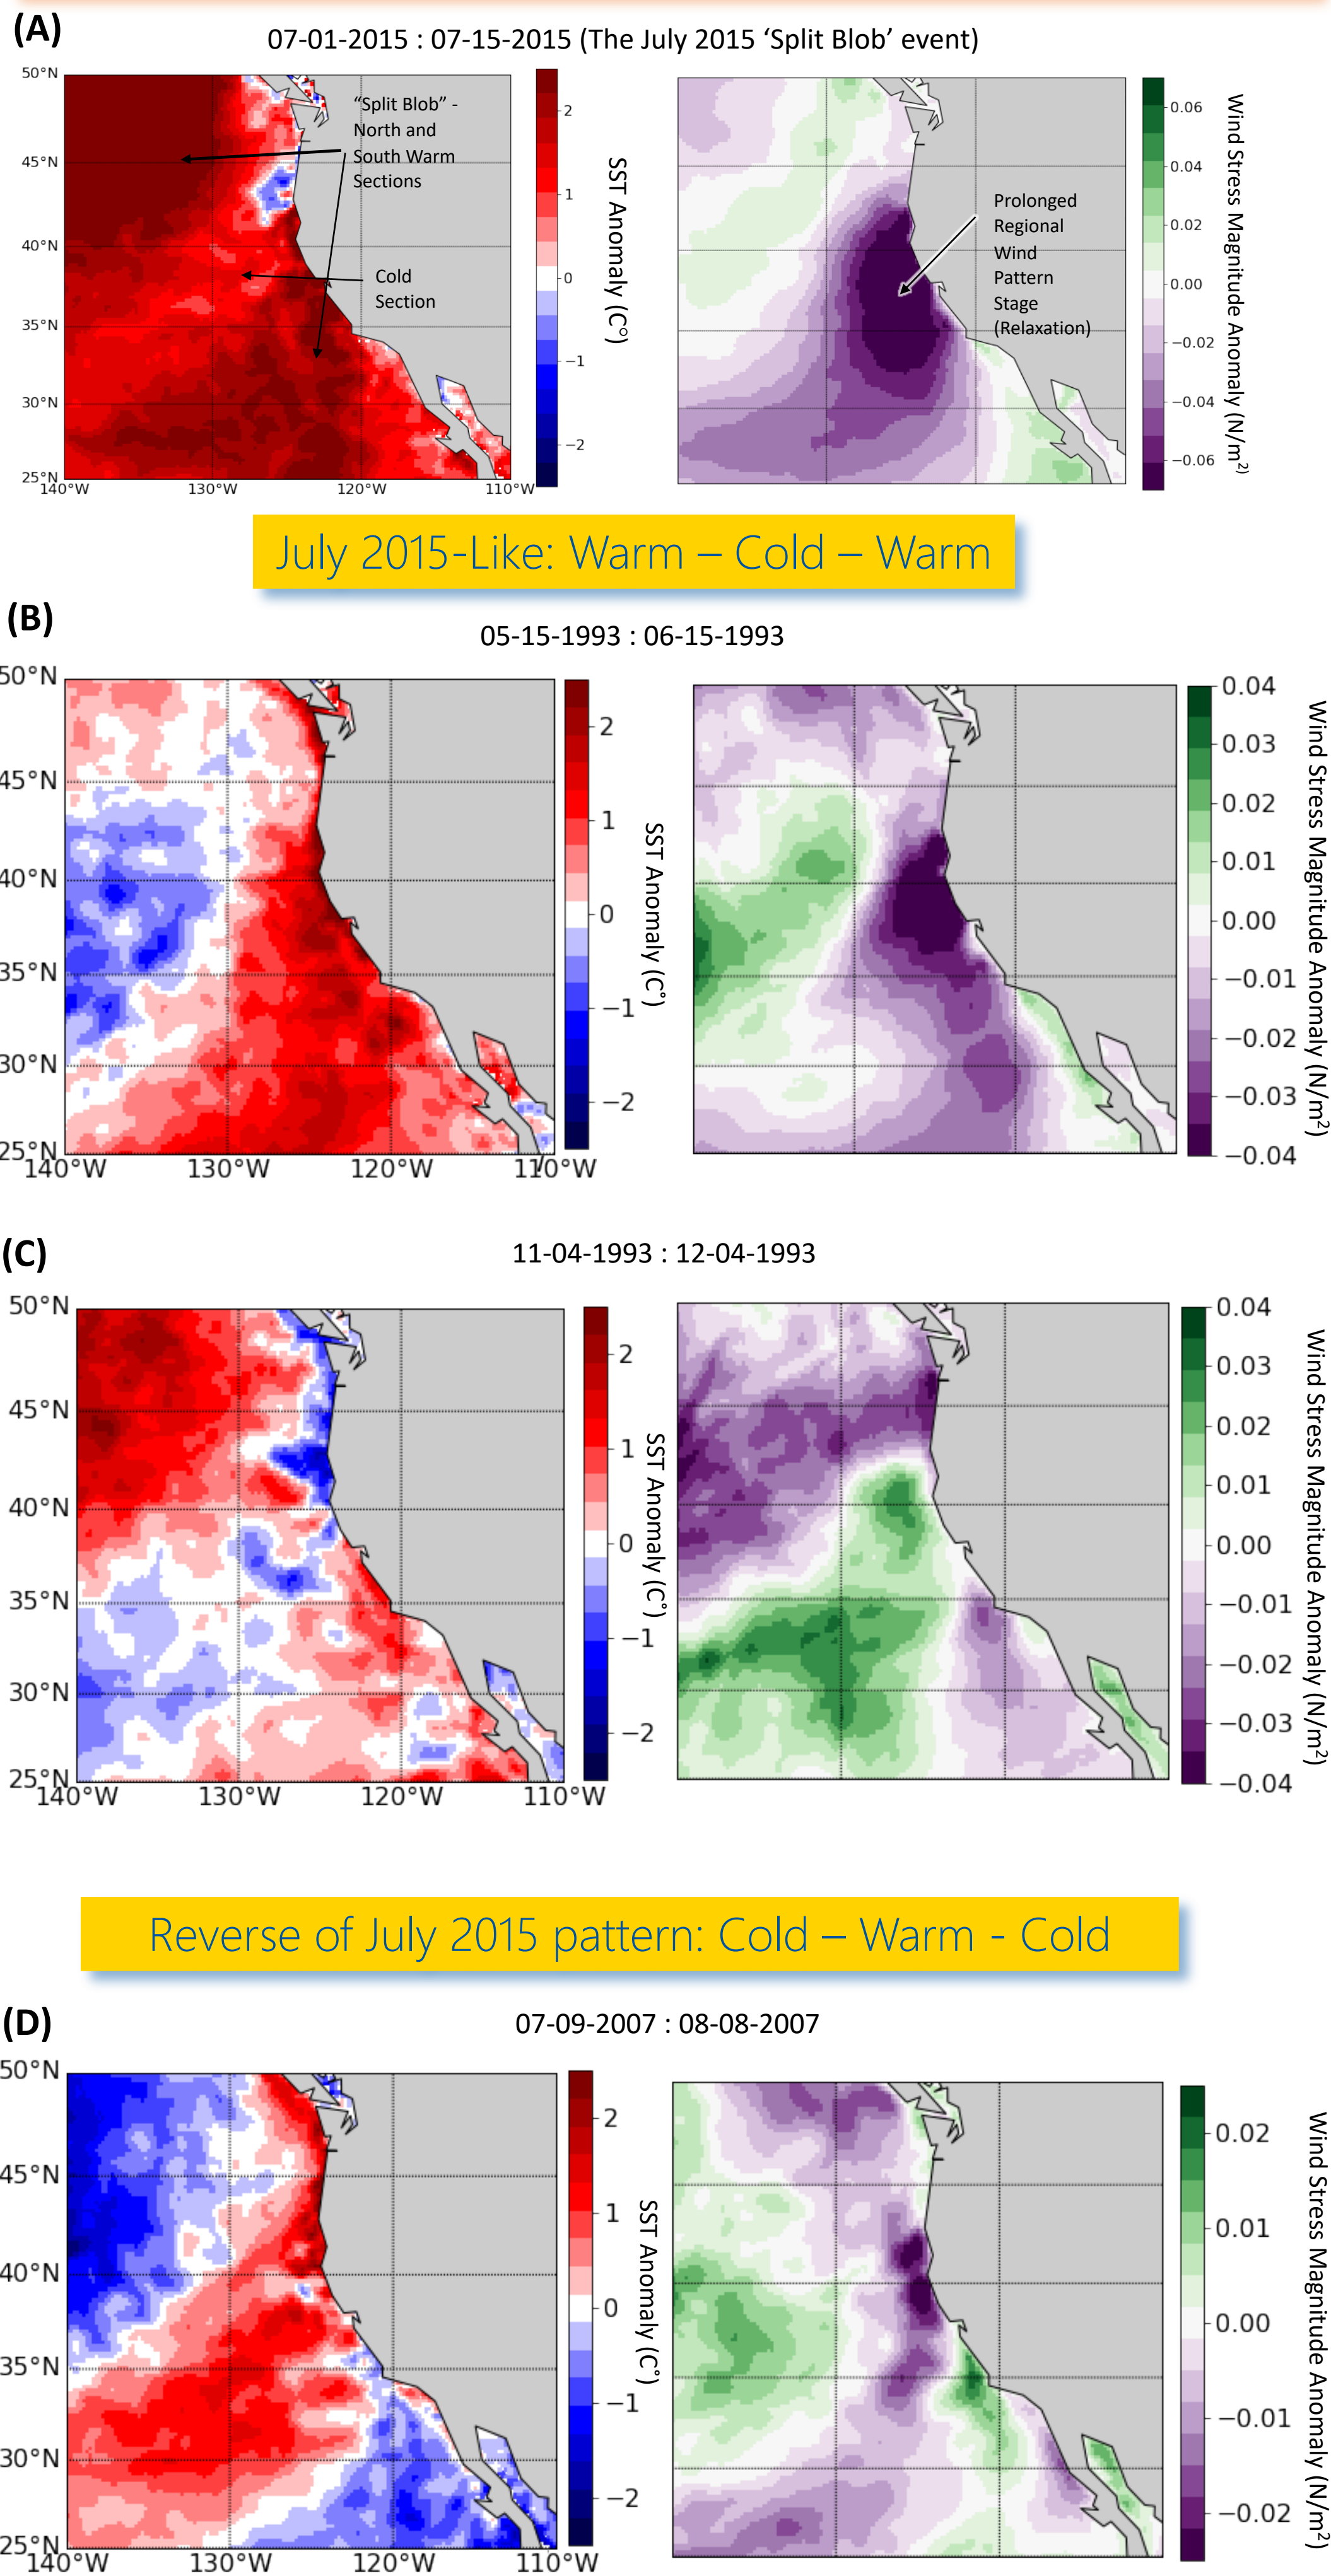 (A)
07-01-2015 : 07-15-2015 (The July 2015 ‘Split Blob’ event)
50°N
45°N
40°N
35°N
30°N
25°N
140°W
130°W
120°W
110°W
“Split Blob” -
North and
South Warm
Sections
Cold
Section
2
1
0
−1
−2
SST Anomaly (C°)
Prolonged
Regional
Wind
Pattern
Stage
(Relaxation)
0.06
0.04
0.02
0.00
−0.02
−0.04
−0.06
Wind Stress Magnitude Anomaly (N/m²)
July 2015-Like: Warm – Cold – Warm
(B)
05-15-1993 : 06-15-1993
50°N
45°N
40°N
35°N
30°N
25°N
140°W
130°W
120°W
110°W
2
1
0
−1
−2
SST Anomaly (C°)
0.04
0.03
0.02
0.01
0.00
−0.01
−0.02
−0.03
−0.04
Wind Stress Magnitude Anomaly (N/m²)
(C)
11-04-1993 : 12-04-1993
50°N
45°N
40°N
35°N
30°N
25°N
140°W
130°W
120°W
110°W
2
1
0
−1
−2
SST Anomaly (C°)
0.04
0.03
0.02
0.01
0.00
−0.01
−0.02
−0.03
−0.04
Wind Stress Magnitude Anomaly (N/m²)
Reverse of July 2015 pattern: Cold – Warm - Cold
(D)
07-09-2007 : 08-08-2007
50°N
45°N
40°N
35°N
30°N
25°N
140°W
130°W
120°W
110°W
2
1
0
−1
−2
SST Anomaly (C°)
0.02
0.01
0.00
−0.01
−0.02
Wind Stress Magnitude Anomaly (N/m²)